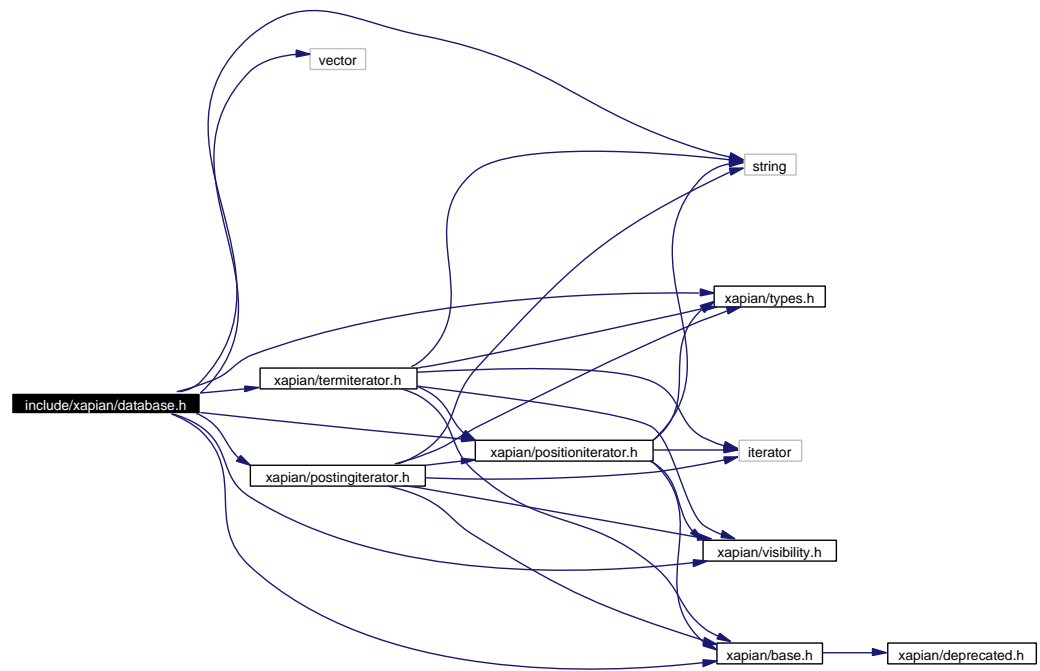 vector
string
xapian/types.h
xapian/termiterator.h
include/xapian/database.h
xapian/positioniterator.h
iterator
xapian/postingiterator.h
xapian/visibility.h
xapian/base.h
xapian/deprecated.h